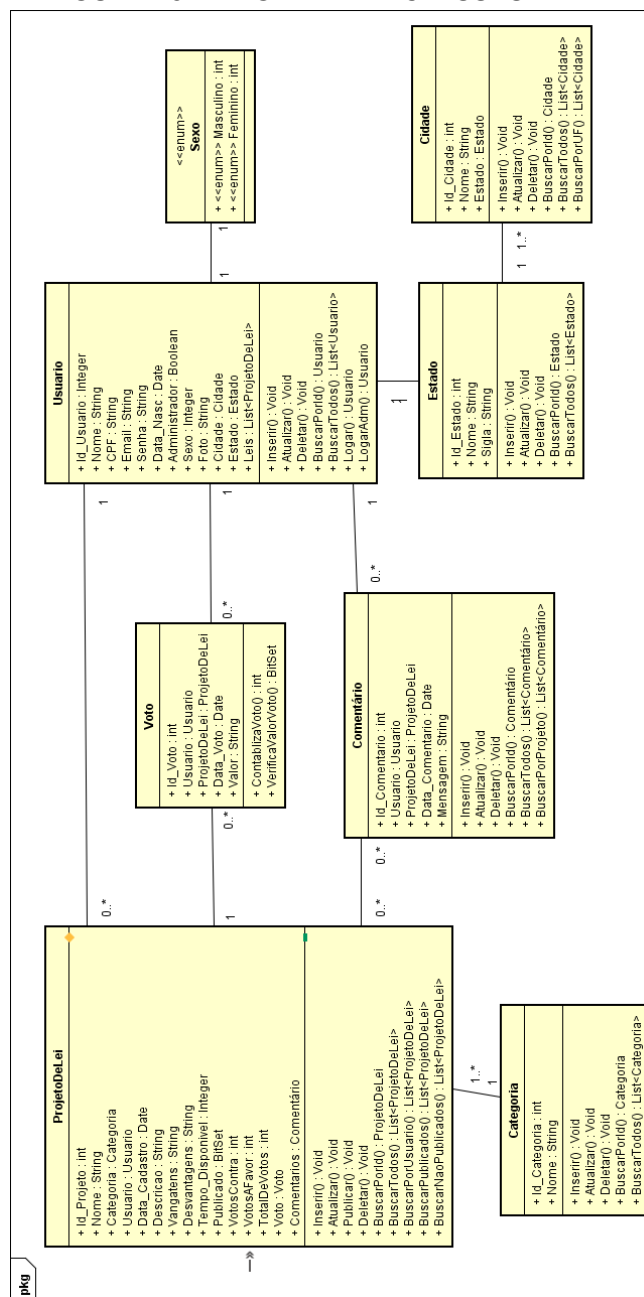 pkg
ProjetoDeLei
+ Id_Projeto : Int
+ Nome : String
+ Categoria : Categoria
+ Usuario : Usuario
+ Data_Cadastro : Date
+ Descricao : String
+ Vangatens : String
+ Desvantagens : String
+ Tempo_Disponivel : Integer
+ Publicado : BitSet
+ VotosContra : int
+ VotosAFavor : int
+ TotalDeVotos : int
+ Voto : Voto
+ Comentarios : Comentário
+ Inserir() : Void
+ Atualizar() : Void
+ Publicar() : Void
+ Deletar() : Void
+ BuscarPorId() : ProjetoDeLei
+ BuscarTodos() : List<ProjetoDeLei>
+ BuscarPorUsuario() : List<ProjetoDeLei>
+ BuscarPublicados() : List<ProjetoDeLei>
+ BuscarNaoPublicados() : List<ProjetoDeLei>
0..*
1
1
0..*
0..*
0..*
1..*
1
Categoria
+ Id_Categoria : int
+ Nome : String
+ Inserir() : Void
+ Atualizar() : Void
+ Deletar() : Void
+ BuscarPorId() : Categoria
+ BuscarTodos() : List<Categoria>
Voto
+ Id_Voto : int
+ Usuario : Usuario
+ ProjetoDeLei : ProjetoDeLei
+ Data_Voto : Date
+ Valor : String
+ ContablizaVoto() : int
+ VerificaValorVoto() : BitSet
0..*
1
Comentário
+ Id_Comentario : int
+ Usuario : Usuario
+ ProjetoDeLei : ProjetoDeLei
+ Data_Comentario : Date
+ Mensagem : String
+ Inserir() : Void
+ Atualizar() : Void
+ Deletar() : Void
+ BuscarPorId() : Comentário
+ BuscarTodos() : List<Comentário>
+ BuscarPorProjeto() : List<Comentário>
0..*
1
Usuario
+ Id_Usuario : Integer
+ Nome : String
+ CPF : String
+ Email : String
+ Senha : String
+ Data_Nasc : Date
+ Administrador : Boolean
+ Sexo : Integer
+ Foto : String
+ Cidade : Cidade
+ Estado : Estado
+ Leis : List<ProjetoDeLei>
+ Inserir() : Void
+ Atualizar() : Void
+ Deletar() : Void
+ BuscarPorId() : Usuario
+ BuscarTodos() : List<Usuario>
+ Logar() : Usuario
+ LogarAdm() : Usuario
1
1
1
1
Estado
+ Id_Estado : int
+ Nome : String
+ Sigla : String
+ Inserir() : Void
+ Atualizar() : Void
+ Deletar() : Void
+ BuscarPorId() : Estado
+ BuscarTodos() : List<Estado>
1
1..*
<<enum>>
Sexo
+ <<enum>> Masculino : int
+ <<enum>> Feminino : int
Cidade
+ Id_Cidade : int
+ Nome : String
+ Estado : Estado
+ Inserir() : Void
+ Atualizar() : Void
+ Deletar() : Void
+ BuscarPorId() : Cidade
+ BuscarTodos() : List<Cidade>
+ BuscarPorUF() : List<Cidade>